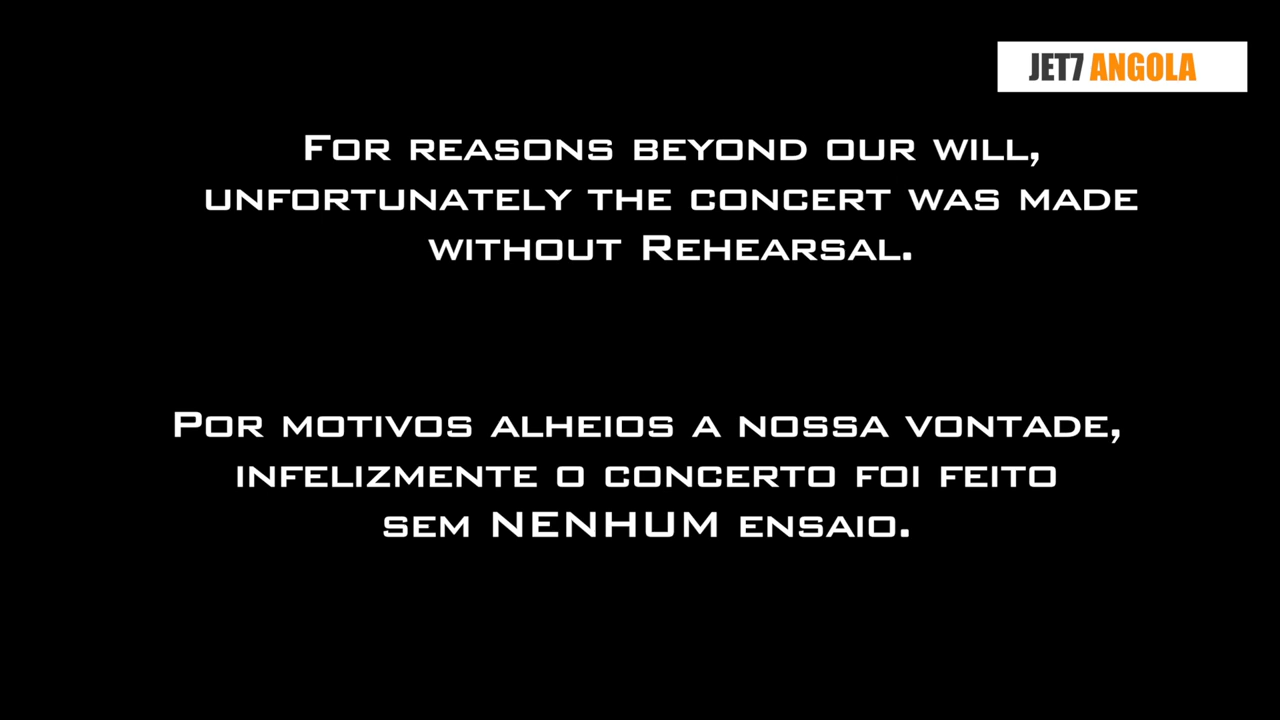 JET7 ANGOLA
FOR REASONS BEYOND OUR WILL,
UNFORTUNATELY THE CONCERT WAS MADE
WITHOUT REHEARSAL.
POR MOTIVOS ALHEIOS A NOSSA VONTADE,
INFELIZMENTE O CONCERTO FOI FEITO
SEM NENHUM ENSAIO.